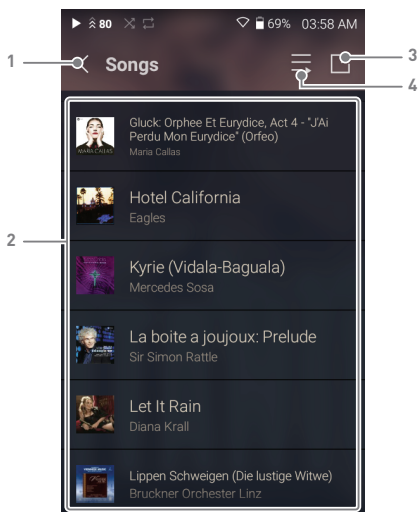 80 69% 03:58 AM
1 Songs 3
4
Gluck: Orphee Et Eurydice, Act 4 - "J'Ai
Perdu Mon Eurydice" (Orfeo)
Maria Callas
MARIA CALLAS
Hotel California
Eagles
2
Kyrie (Vidala-Baguala)
Mercedes Sosa
La boite a joujoux: Prelude
Sir Simon Rattle
Let It Rain
Diana Krall
Lippen Schweigen (Die lustige Witwe)
Bruckner Orchester Linz